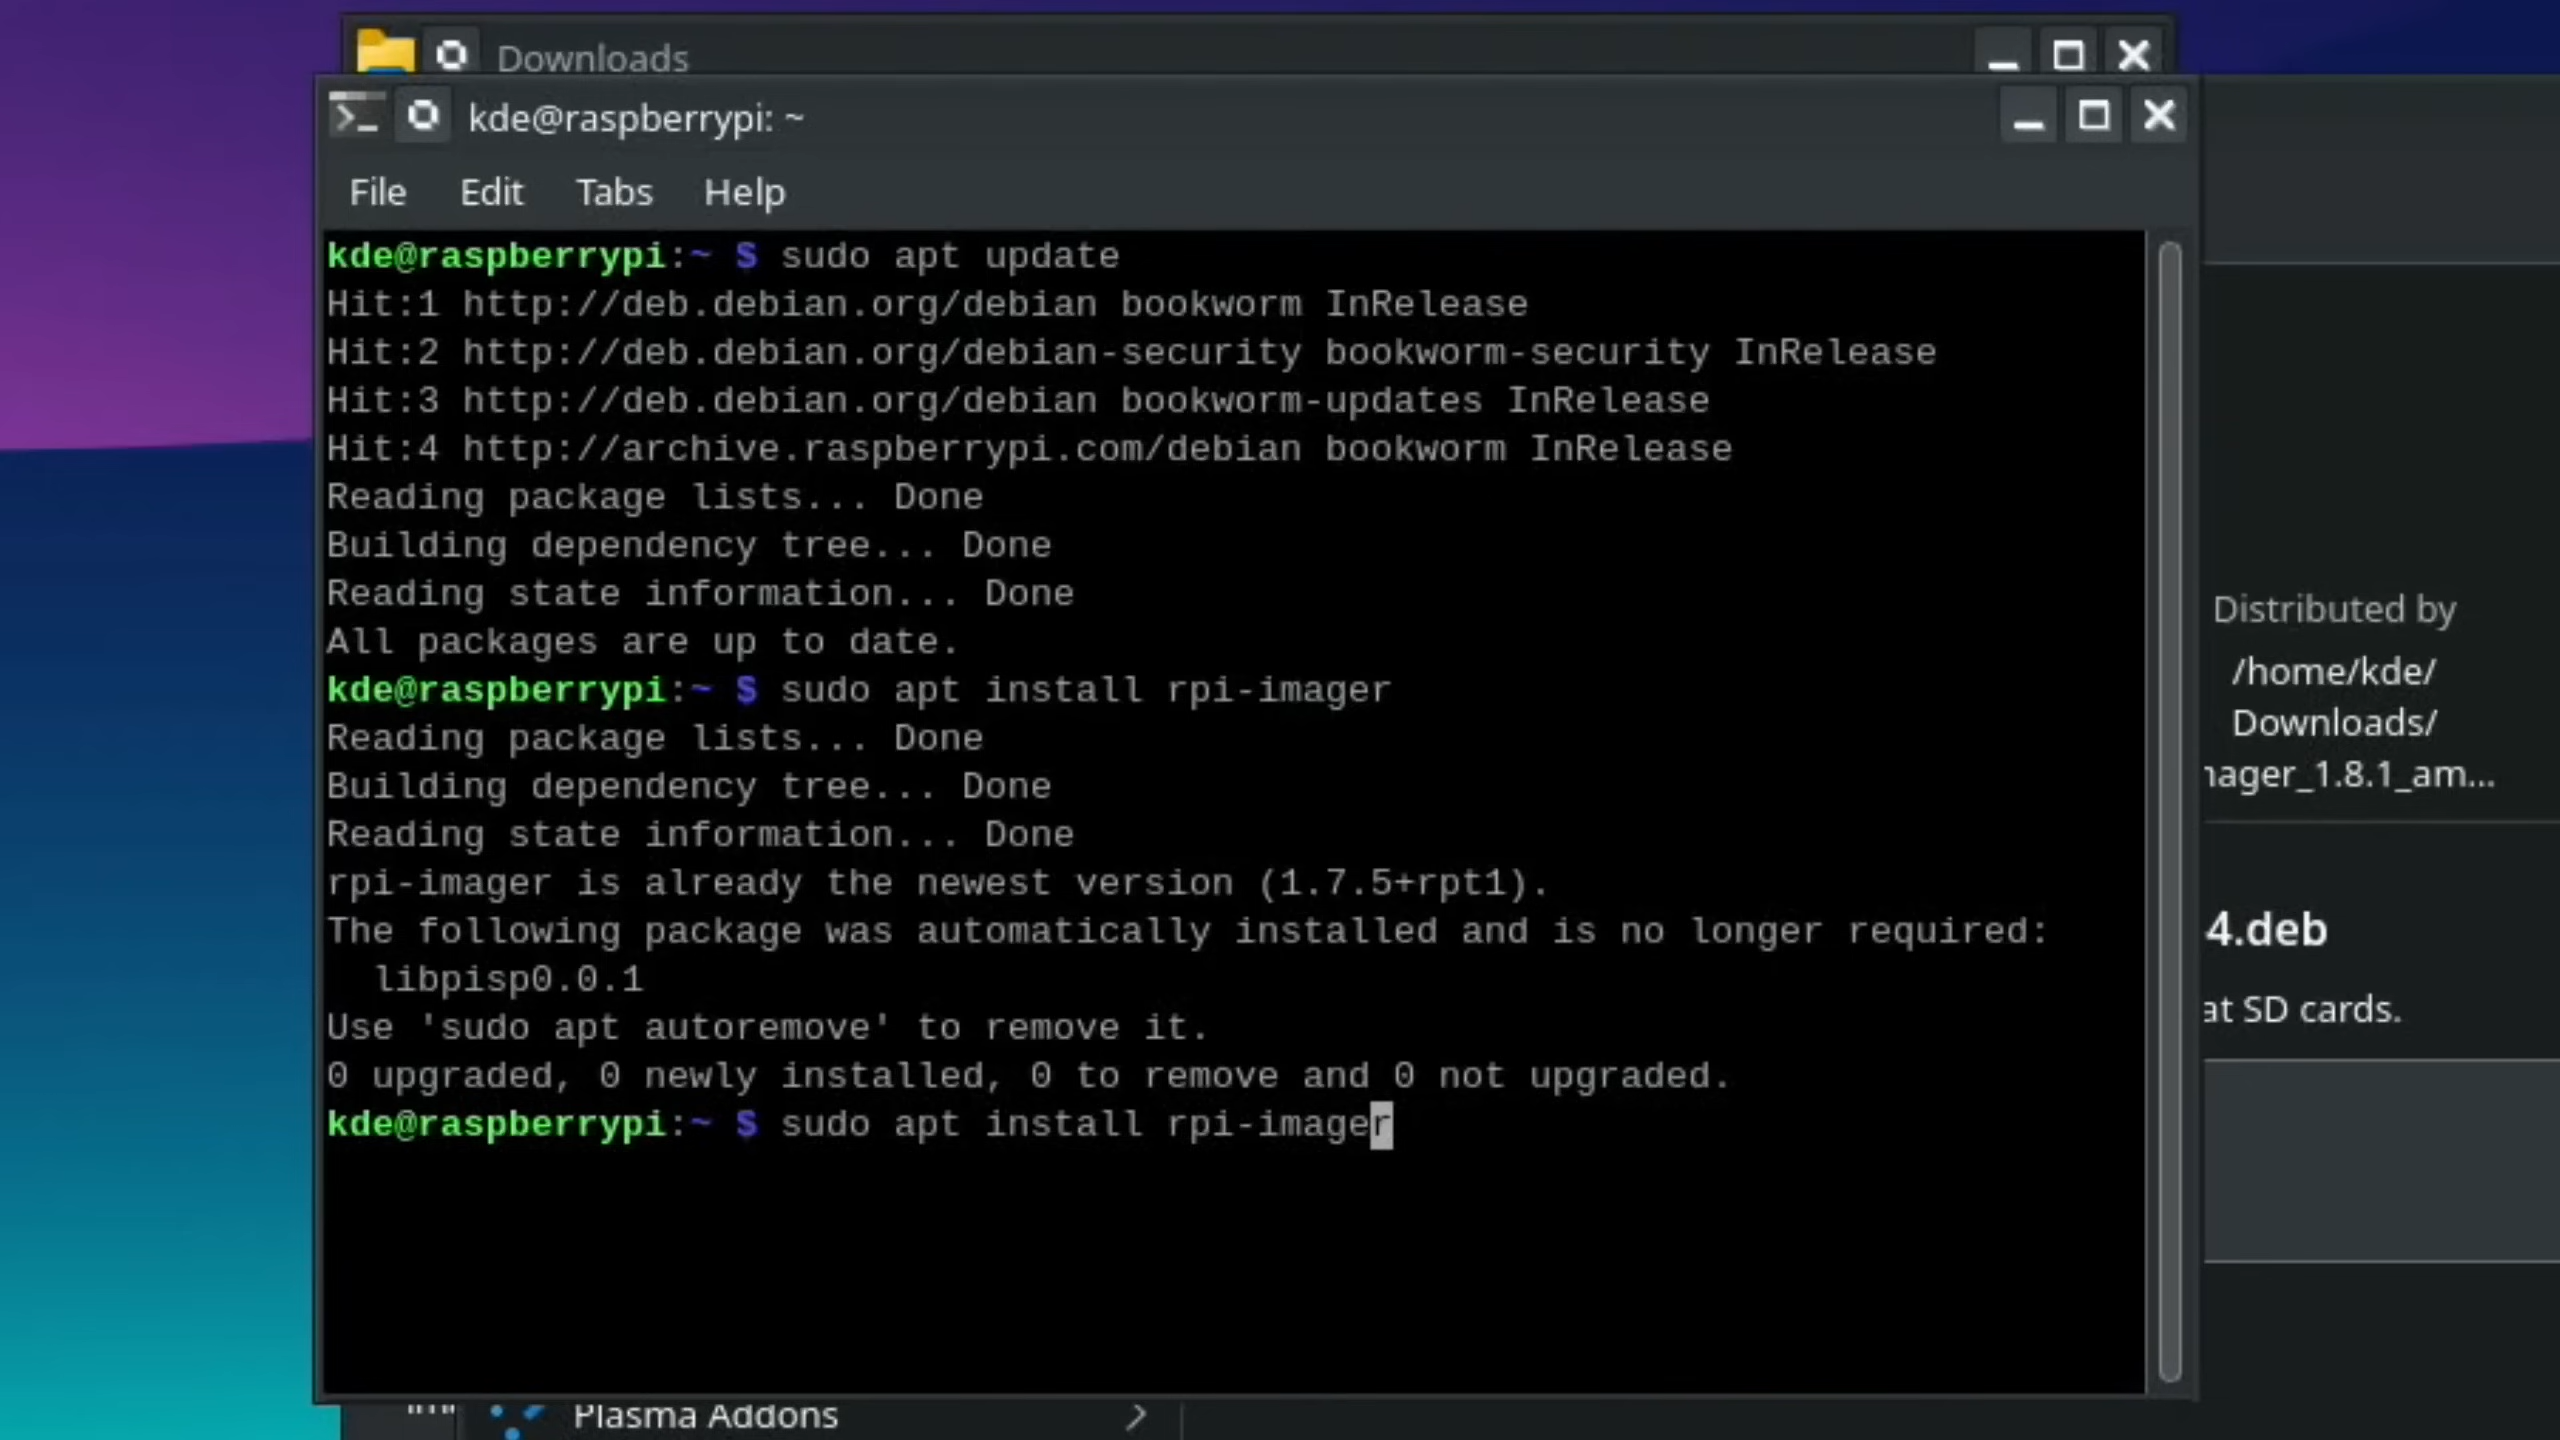 Downloads
kde@raspberrypi: ~
File Edit Tabs Help
kde@raspberrypi:~ $ sudo apt update
Hit:1 http://deb.debian.org/debian bookworm InRelease
Hit:2 http://deb.debian.org/debian-security bookworm-security InRelease
Hit:3 http://deb.debian.org/debian bookworm-updates InRelease
Hit:4 http://archive.raspberrypi.com/debian bookworm InRelease
Reading package lists... Done
Building dependency tree... Done
Reading state information... Done
All packages are up to date.
kde@raspberrypi:~ $ sudo apt install rpi-imager
Reading package lists... Done
Building dependency tree... Done
Reading state information... Done
rpi-imager is already the newest version (1.7.5+rpt1).
The following package was automatically installed and is no longer required:
libpisp0.0.1
Use 'sudo apt autoremove' to remove it.
0 upgraded, 0 newly installed, 0 to remove and 0 not upgraded.
kde@raspberrypi:~ $ sudo apt install rpi-imager
Distributed by
/home/kde/
Downloads/
ager_1.8.1_am...
4.deb
at SD cards.
Plasma Addons